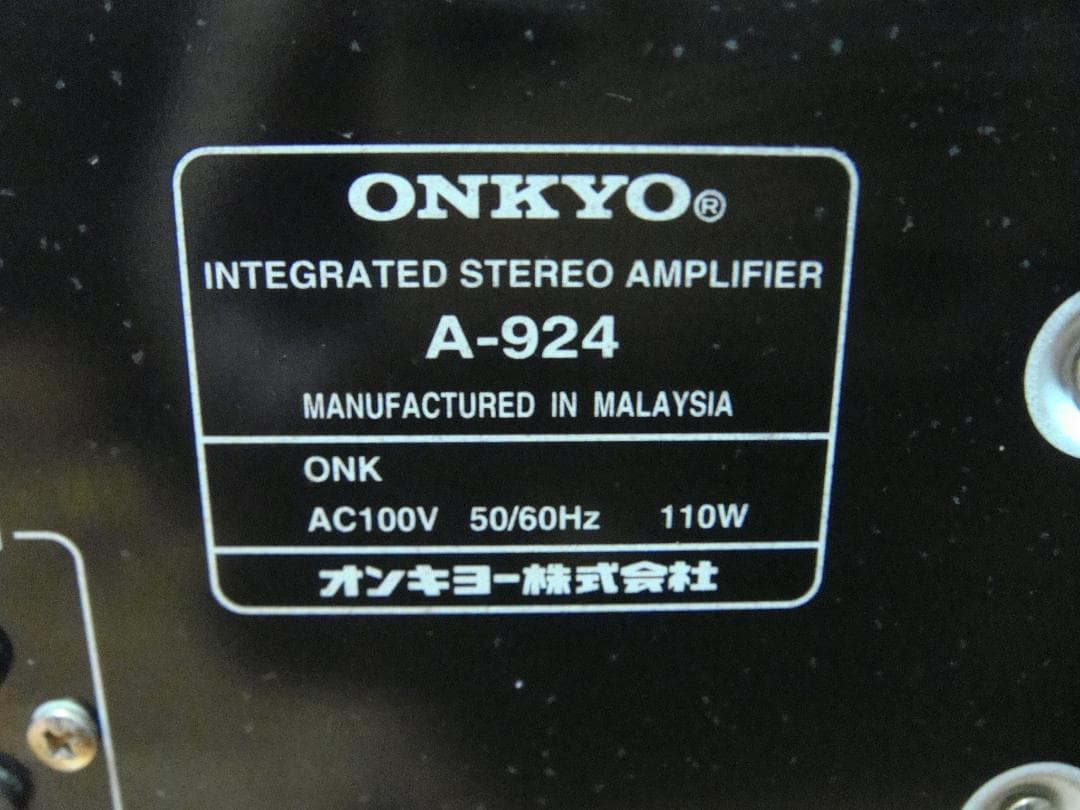 ONKYO®
INTEGRATED STEREO AMPLIFIER
A-924
MANUFACTURED IN MALAYSIA
ONK
AC100V 50/60Hz 110W
オンキヨー株式会社